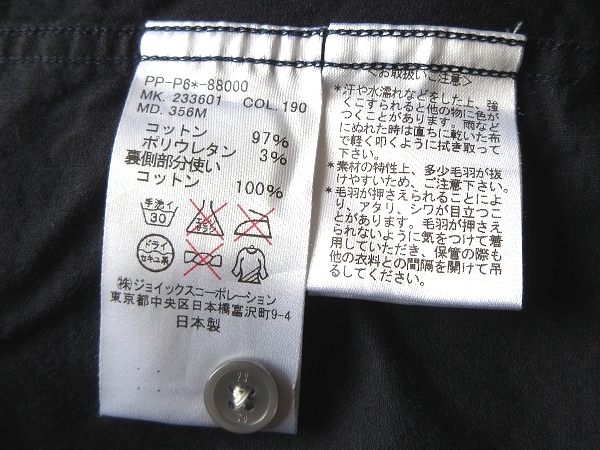 PP-P6*-88000
MK. 233601 COL. 190
MD. 356M
コットン 97%
ポリウレタン 3%
裏側部分使い
コットン 100%
手洗イ
30
エンソ
サラシ
ドライ
セキユ系
㈱ジョイックスコーポレーション
東京都中央区日本橋富沢町9-4
日本製
<お取扱いご注意>
*汗や水濡れなどをした上、強
くこすられると他の物に色が
つくことがあります。雨など
にぬれた時は直ちに乾いた布
で軽く叩くように拭き取って
下さい。
*素材の特性上、多少毛羽が抜
けやすいため、ご注意下さい。
*毛羽が押さえられることによ
り、アタリ、シワが目立つこ
とがあります。毛羽が押さえ
られないように気をつけて着
用していただき、保管の際も
他の衣料との間隔を開けて吊
るしてください。